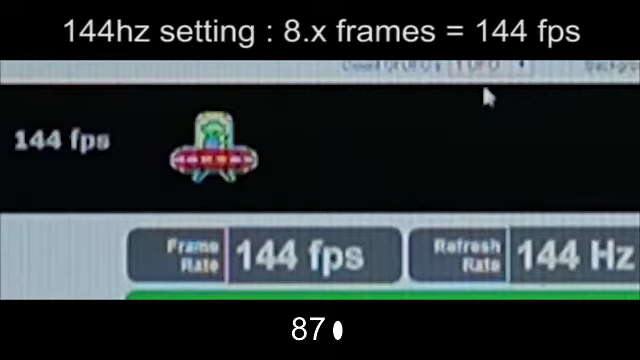 144hz setting : 8.x frames = 144 fps
144 fps
Frame Rate 144 fps
Refresh Rate 144 Hz
87